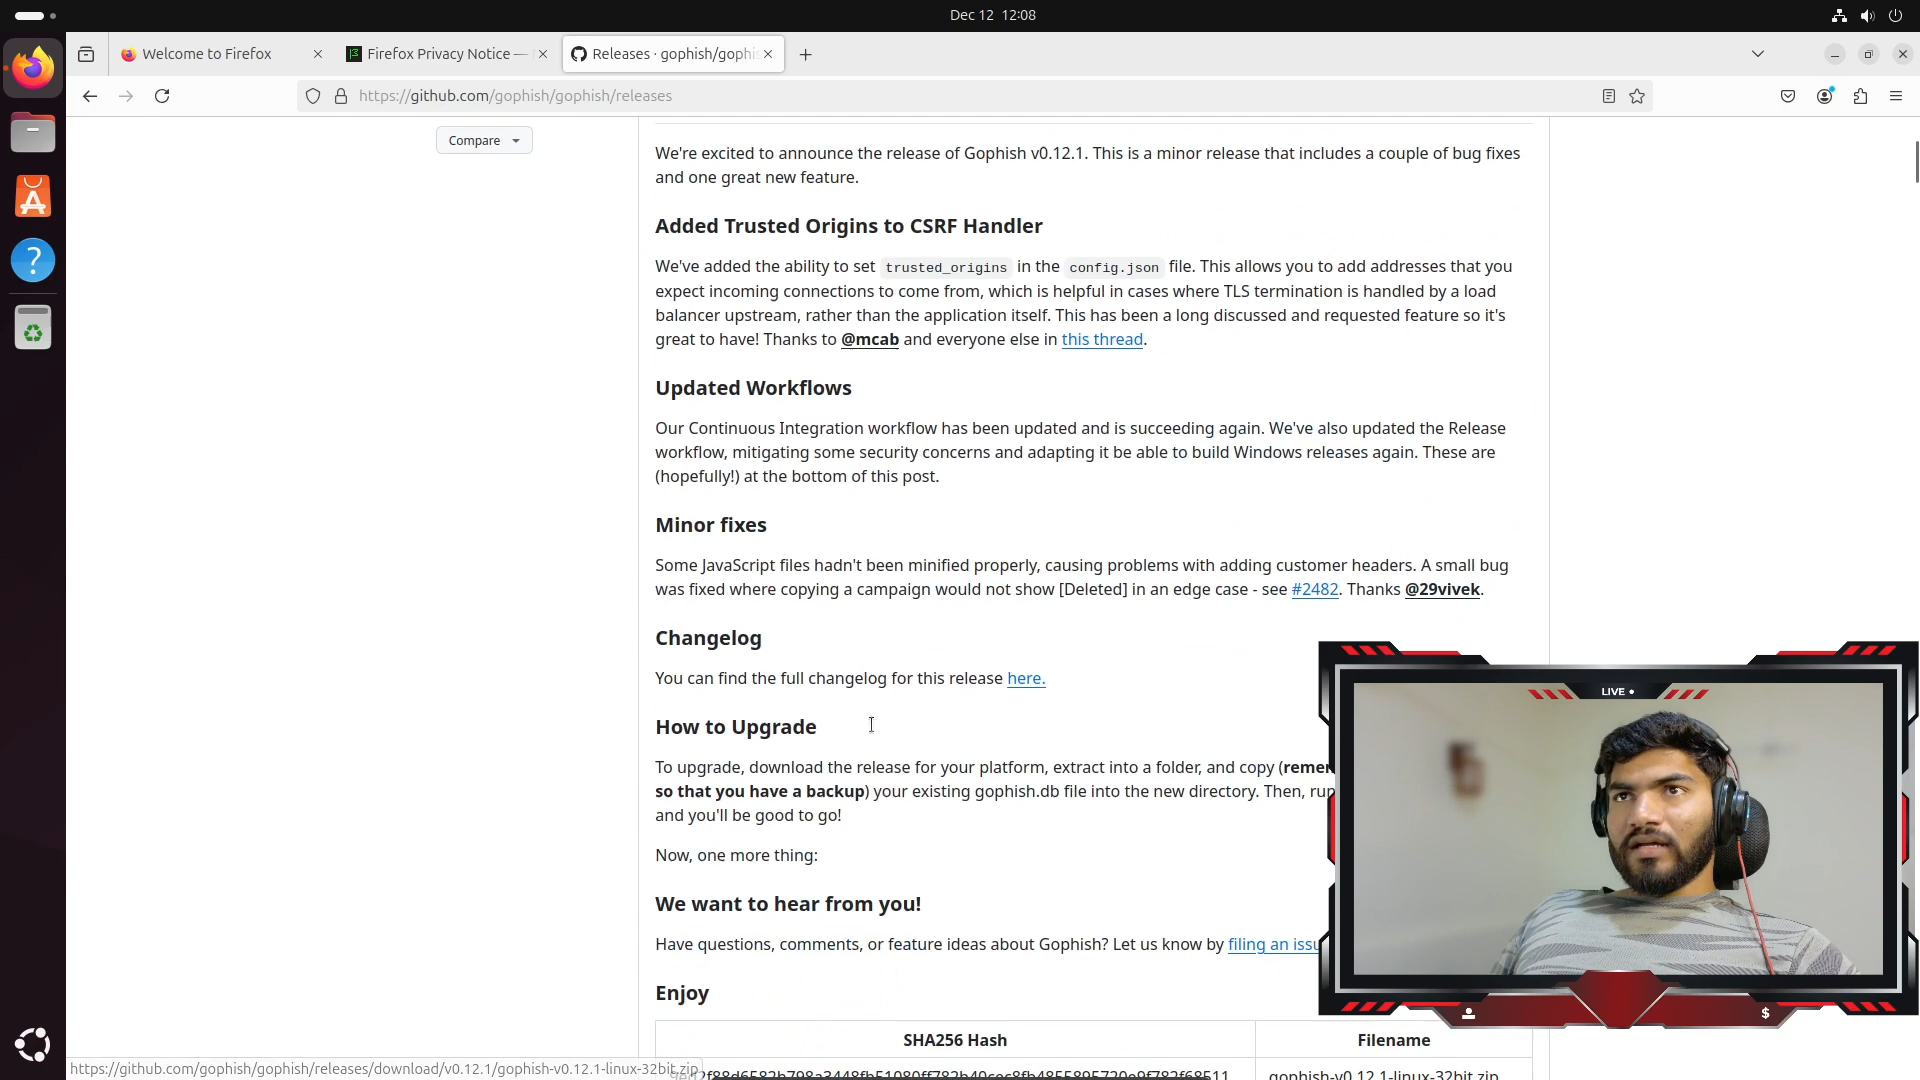 Dec 12 12:08
Welcome to Firefox
Firefox Privacy Notice —
Releases · gophish/gophi
https://github.com/gophish/gophish/releases
Compare
We're excited to announce the release of Gophish v0.12.1. This is a minor release that includes a couple of bug fixes
and one great new feature.
Added Trusted Origins to CSRF Handler
We've added the ability to set trusted_origins in the config.json file. This allows you to add addresses that you
expect incoming connections to come from, which is helpful in cases where TLS termination is handled by a load
balancer upstream, rather than the application itself. This has been a long discussed and requested feature so it's
great to have! Thanks to @mcab and everyone else in this thread.
Updated Workflows
Our Continuous Integration workflow has been updated and is succeeding again. We've also updated the Release
workflow, mitigating some security concerns and adapting it be able to build Windows releases again. These are
(hopefully!) at the bottom of this post.
Minor fixes
Some JavaScript files hadn't been minified properly, causing problems with adding customer headers. A small bug
was fixed where copying a campaign would not show [Deleted] in an edge case - see #2482. Thanks @29vivek.
Changelog
You can find the full changelog for this release here.
How to Upgrade
To upgrade, download the release for your platform, extract into a folder, and copy (remem
so that you have a backup) your existing gophish.db file into the new directory. Then, run
and you'll be good to go!
Now, one more thing:
We want to hear from you!
Have questions, comments, or feature ideas about Gophish? Let us know by filing an issu
Enjoy
SHA256 Hash Filename
gophish-v0.12.1-linux-32bit.zip
https://github.com/gophish/gophish/releases/download/v0.12.1/gophish-v0.12.1-linux-32bit.zip
LIVE
$